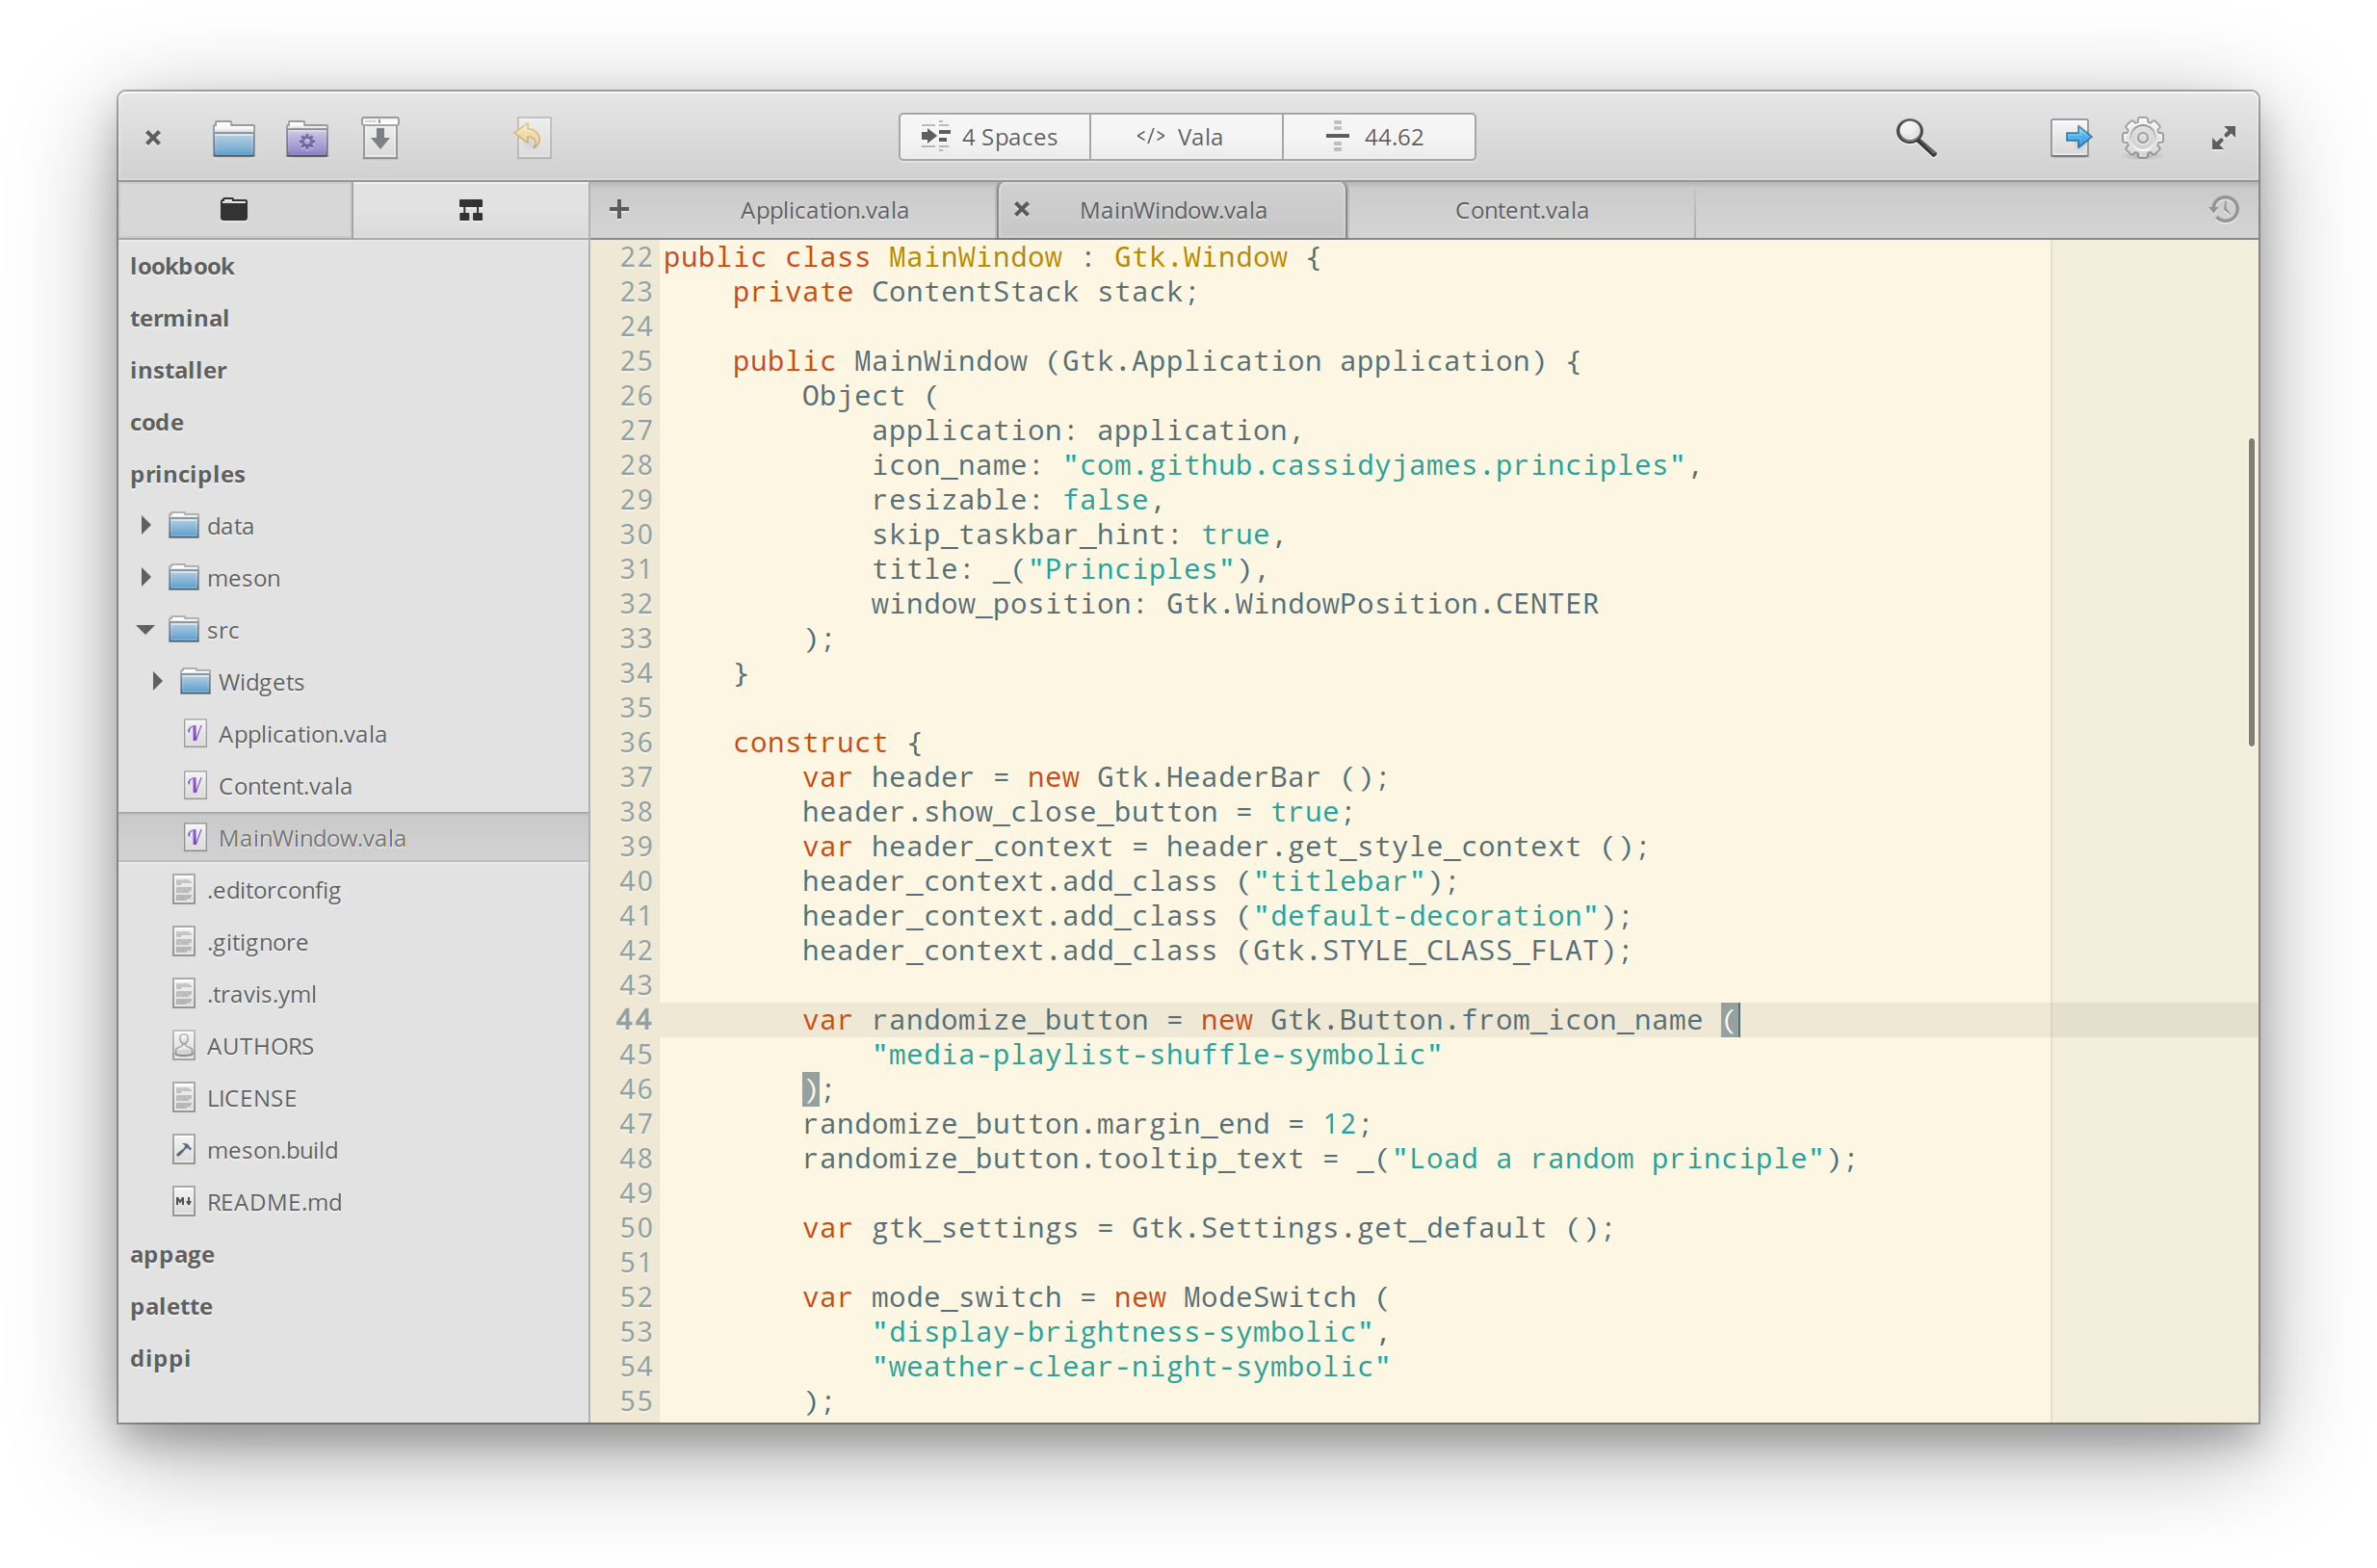 4 Spaces
</> Vala
44.62
Application.vala
MainWindow.vala
Content.vala
lookbook
terminal
installer
code
principles
data
meson
src
Widgets
Application.vala
Content.vala
MainWindow.vala
.editorconfig
.gitignore
.travis.yml
AUTHORS
LICENSE
meson.build
README.md
appage
palette
dippi
22 public class MainWindow : Gtk.Window {
23     private ContentStack stack;
24
25     public MainWindow (Gtk.Application application) {
26         Object (
27             application: application,
28             icon_name: "com.github.cassidyjames.principles",
29             resizable: false,
30             skip_taskbar_hint: true,
31             title: _("Principles"),
32             window_position: Gtk.WindowPosition.CENTER
33         );
34     }
35
36     construct {
37         var header = new Gtk.HeaderBar ();
38         header.show_close_button = true;
39         var header_context = header.get_style_context ();
40         header_context.add_class ("titlebar");
41         header_context.add_class ("default-decoration");
42         header_context.add_class (Gtk.STYLE_CLASS_FLAT);
43
44         var randomize_button = new Gtk.Button.from_icon_name (
45             "media-playlist-shuffle-symbolic"
46         );
47         randomize_button.margin_end = 12;
48         randomize_button.tooltip_text = _("Load a random principle");
49
50         var gtk_settings = Gtk.Settings.get_default ();
51
52         var mode_switch = new ModeSwitch (
53             "display-brightness-symbolic",
54             "weather-clear-night-symbolic"
55         );